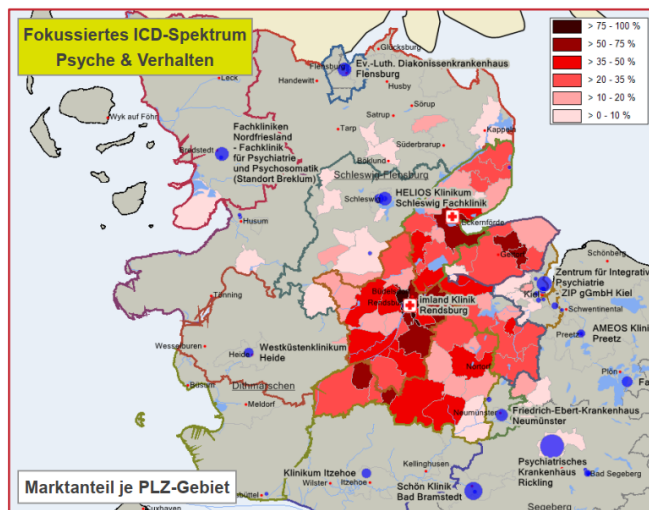 Fokussiertes ICD-Spektrum
Psyche & Verhalten
> 75 - 100 %
> 50 - 75 %
> 35 - 50 %
> 20 - 35 %
> 10 - 20 %
> 0 - 10 %
Glücksburg
Flensburg
Ev.-Luth. Diakonissenkrankenhaus
Flensburg
Leck
Handewitt
Husby
Wyk auf Föhr
Sörup
Satrup
Tarp
Kappeln
Süderbrarup
Böklund
Fachkliniken
Nordfriesland
- Fachklinik
für Psychiatrie
und Psychosomatik
(Standort Breklum)
Bredstedt
Schleswig-Flensburg
HELIOS Klinikum
Schleswig Fachklinik
Schleswig
Eckernförde
Husum
Schönberg
Zentrum für Integrative
Psychiatrie
ZIP gGmbH Kiel
Kiel
Schwentinental
Tönning
imland Klinik
Rendsburg
AMEOS Klinik
Preetz
Preetz
Wesselburen
Westküstenklinikum
Heide
Heide
Plön
Büsum
Dithmarschen
Nortorf
Meldorf
Neumünster
Friedrich-Ebert-Krankenhaus
Neumünster
Psychiatrisches
Krankenhaus
Rickling
Klinikum Itzehoe
Kellinghusen
Wilster
Itzehoe
Bad Segeberg
Schön Klinik
Bad Bramstedt
Segeberg
Marktanteil je PLZ-Gebiet
Cuxhaven